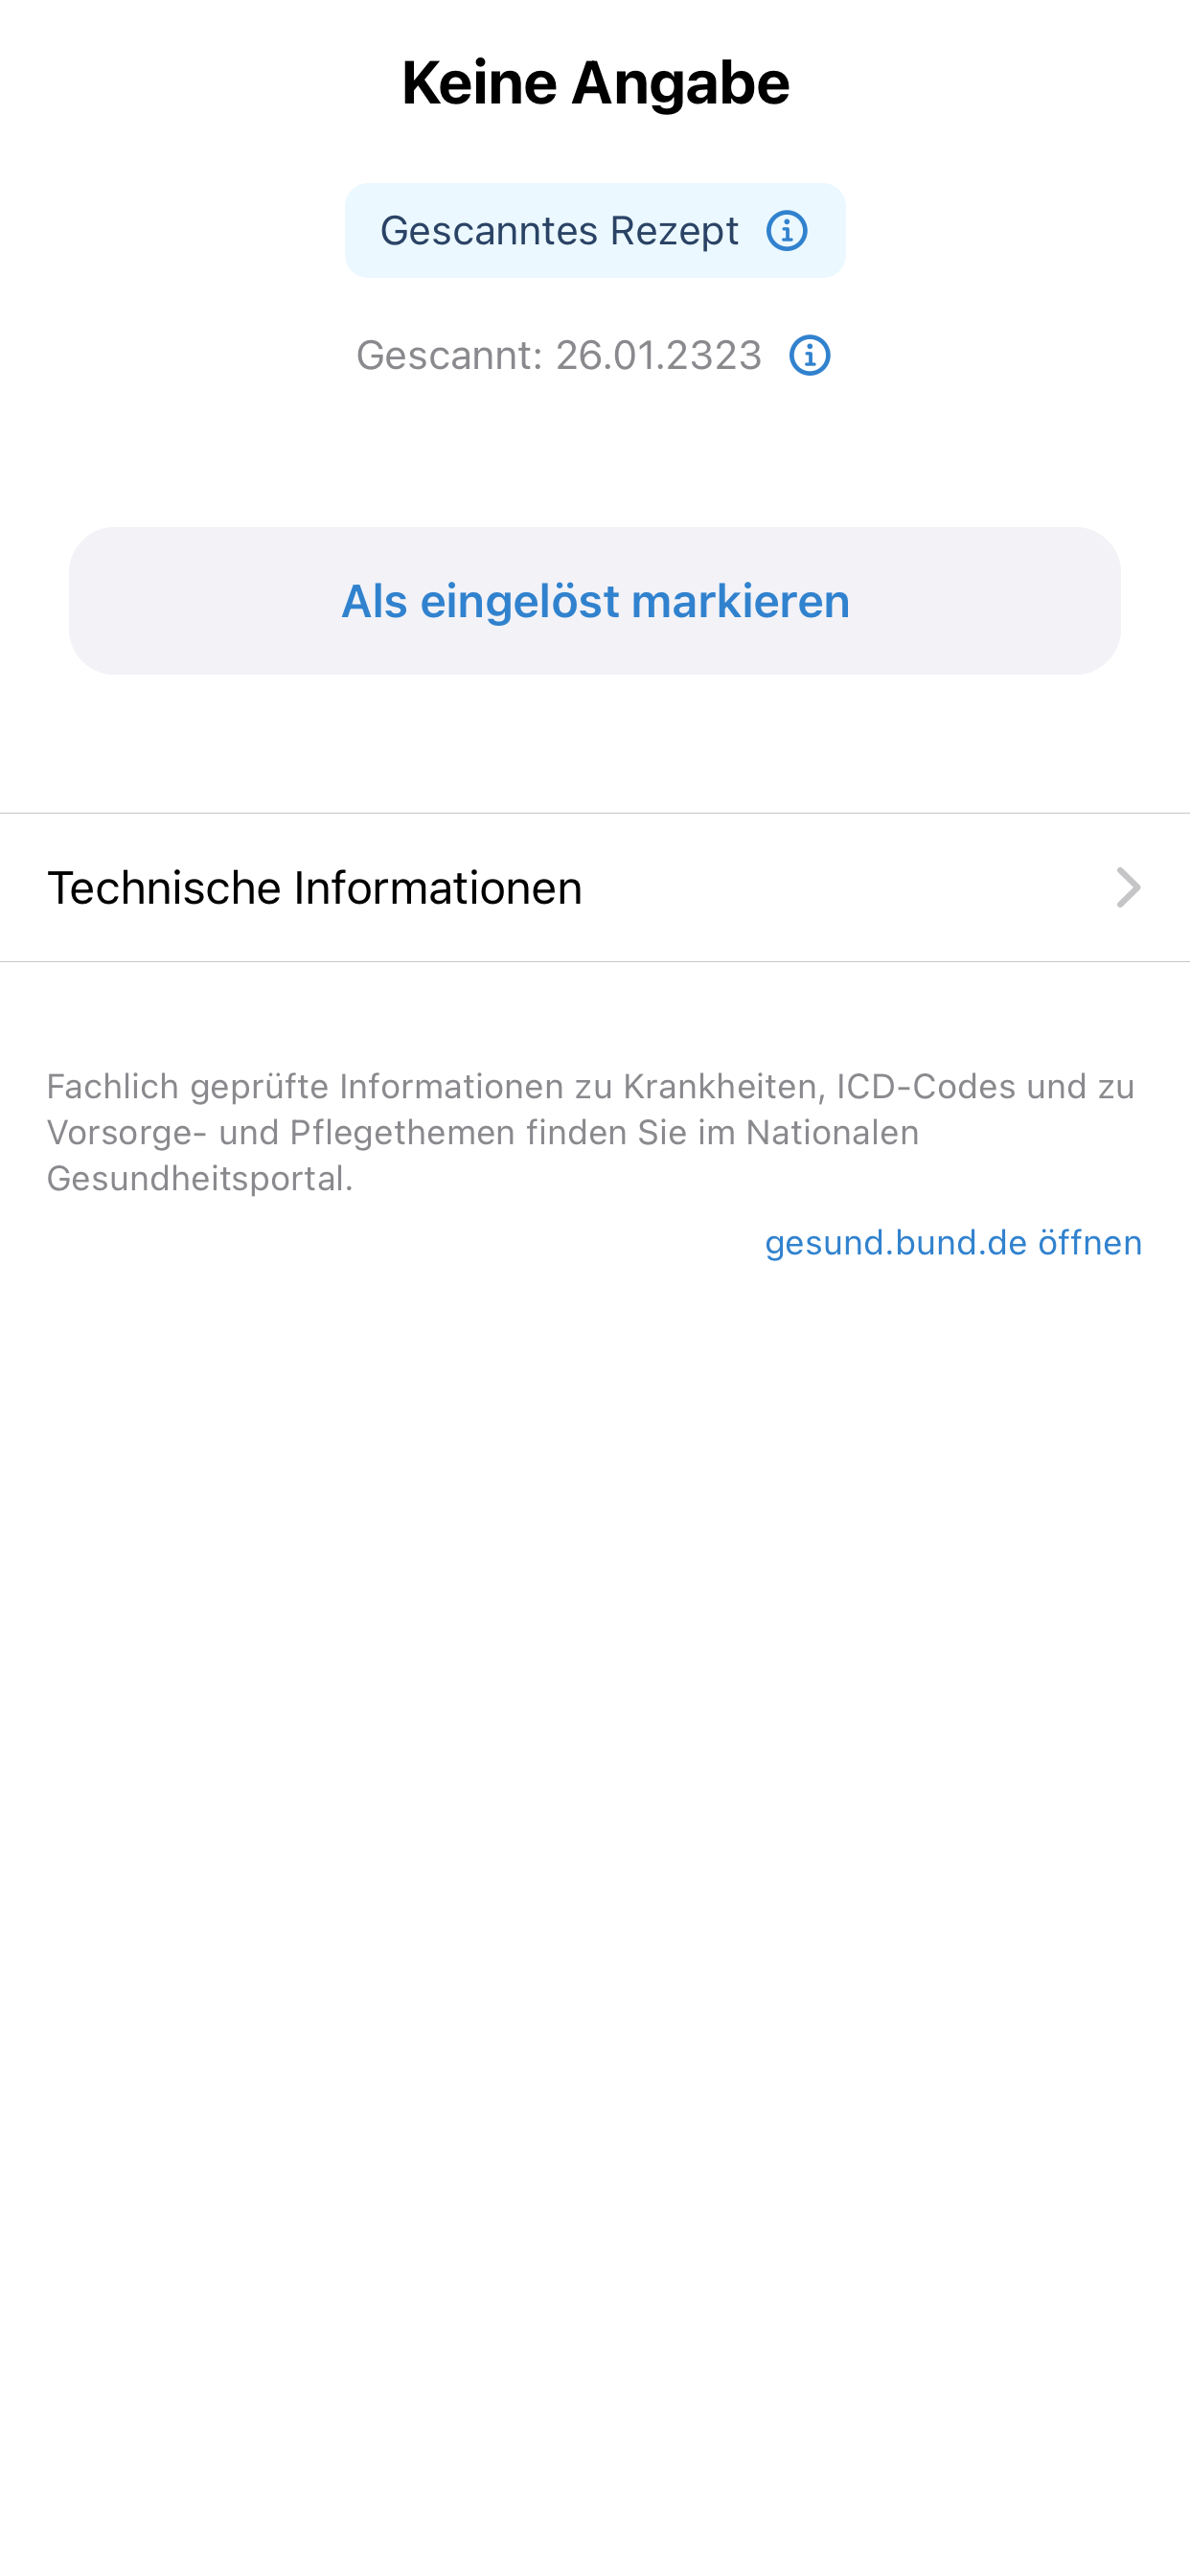 Keine Angabe
Gescanntes Rezept
Gescannt: 26.01.2323
Als eingelöst markieren
Technische Informationen
Fachlich geprüfte Informationen zu Krankheiten, ICD-Codes und zu
Vorsorge- und Pflegethemen finden Sie im Nationalen
Gesundheitsportal.
gesund.bund.de öffnen